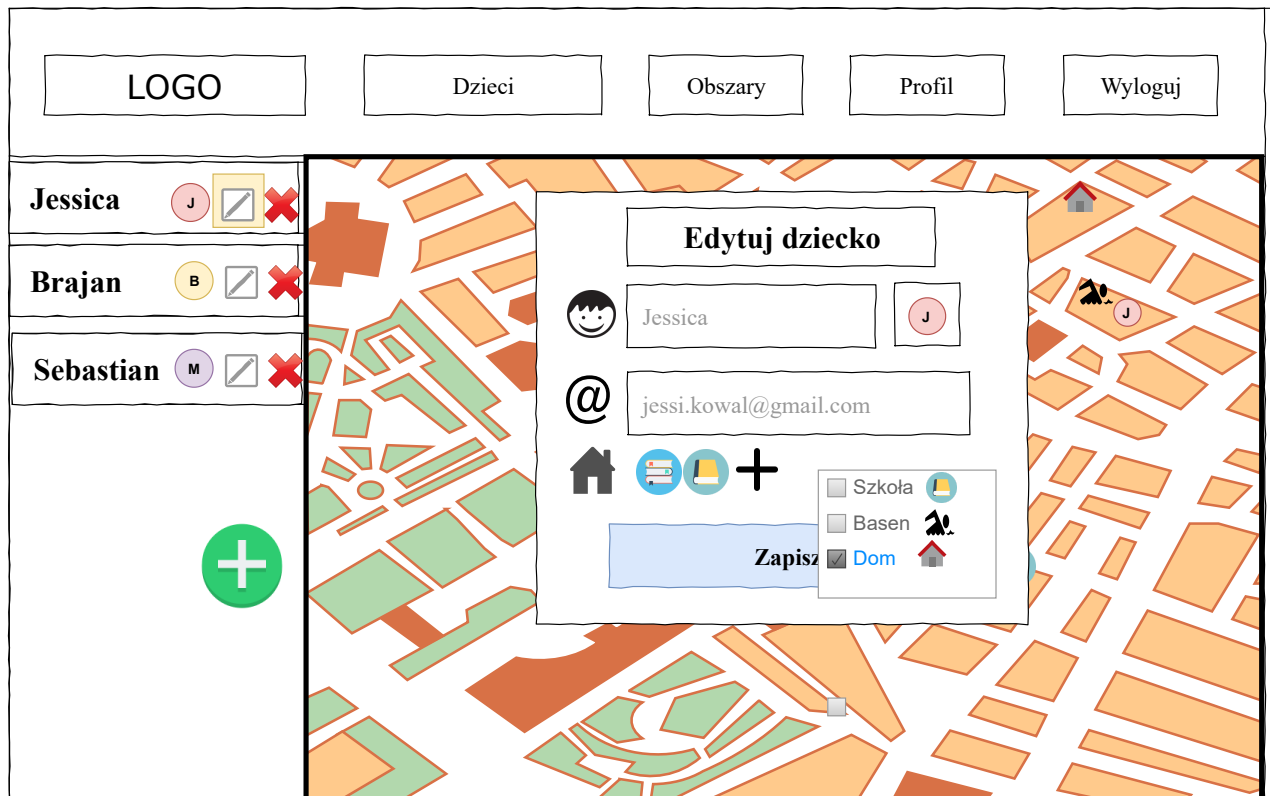 LOGO
Dzieci
Obszary
Profil
Wyloguj
Jessica J
Brajan B
Sebastian M
Edytuj dziecko
Jessica J
@ jessi.kowal@gmail.com
Szkoła
Basen
Dom
Zapisz
J